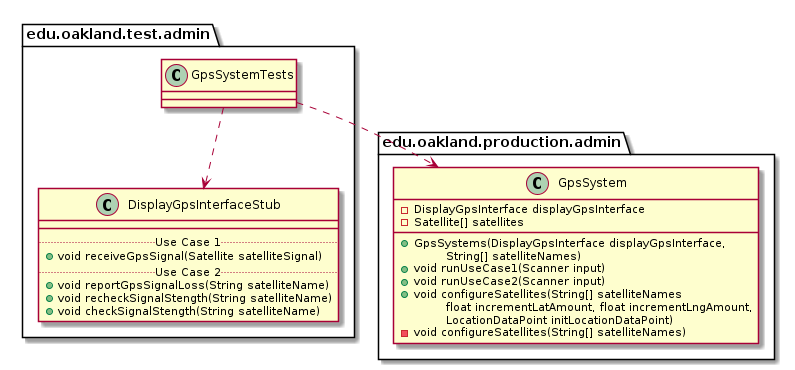 edu.oakland.test.admin
C GpsSystemTests
C DisplayGpsInterfaceStub
Use Case 1
void receiveGpsSignal(Satellite satelliteSignal)
Use Case 2
void reportGpsSignalLoss(String satelliteName)
void recheckSignalStength(String satelliteName)
void checkSignalStength(String satelliteName)
edu.oakland.production.admin
C GpsSystem
DisplayGpsInterface displayGpsInterface
Satellite[] satellites
GpsSystems(DisplayGpsInterface displayGpsInterface,
String[] satelliteNames)
void runUseCase1(Scanner input)
void runUseCase2(Scanner input)
void configureSatellites(String[] satelliteNames
float incrementLatAmount, float incrementLngAmount,
LocationDataPoint initLocationDataPoint)
void configureSatellites(String[] satelliteNames)